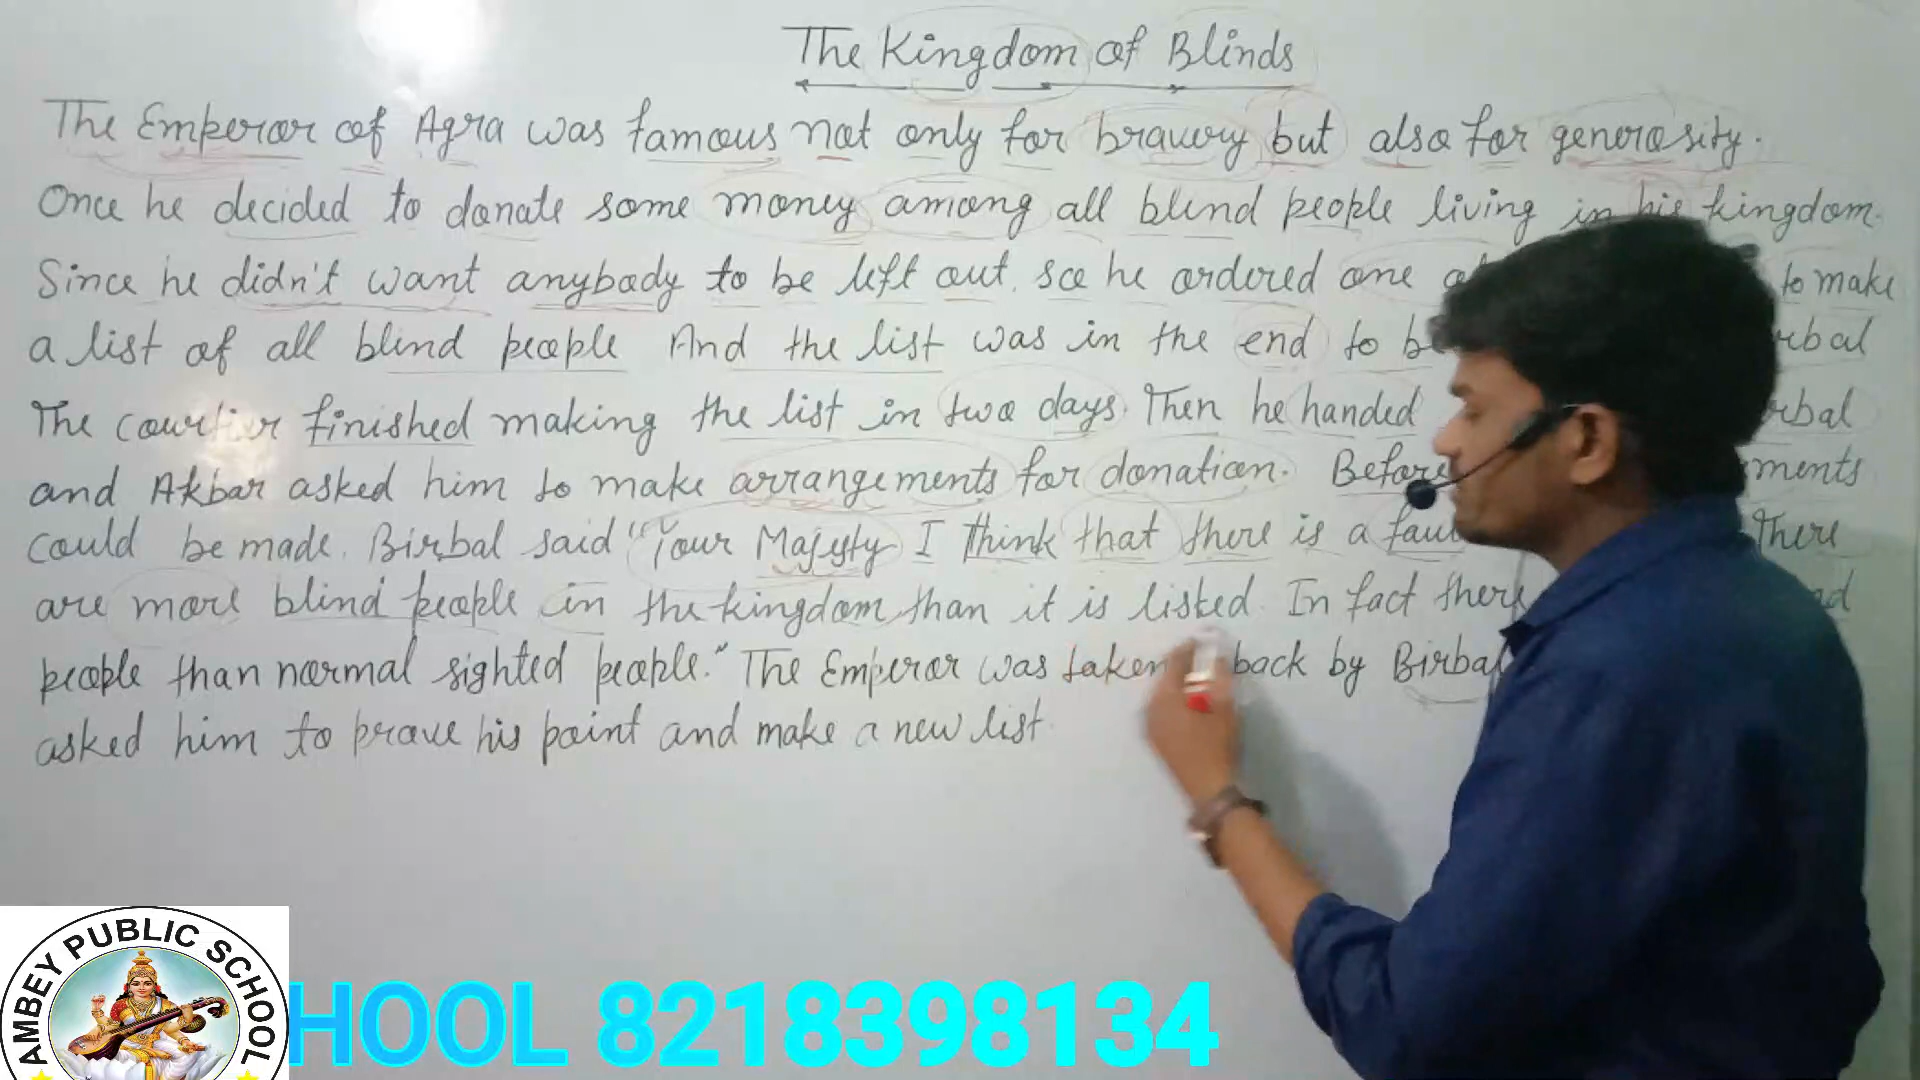 The Kingdom of Blinds
The Emperor of Agra was famous not only for bravery but also for generosity.
Once he decided to donate some money among all blind people living in his kingdom.
Since he didn't want anybody to be left out, so he ordered one to make
a list of all blind people And the list was in the end to
The courtier finished making the list in two days. Then he handed
and Akbar asked him to make arrangements for donation. Before
could be made. Birbal said "Your Majesty I think that there is a There
are more blind people in the kingdom than it is listed. In fact there
people than normal sighted people." The Emperor was taken back by Birbal
asked him to prove his point and make a new list
AMBEY PUBLIC SCHOOL
HOOL 8218398134